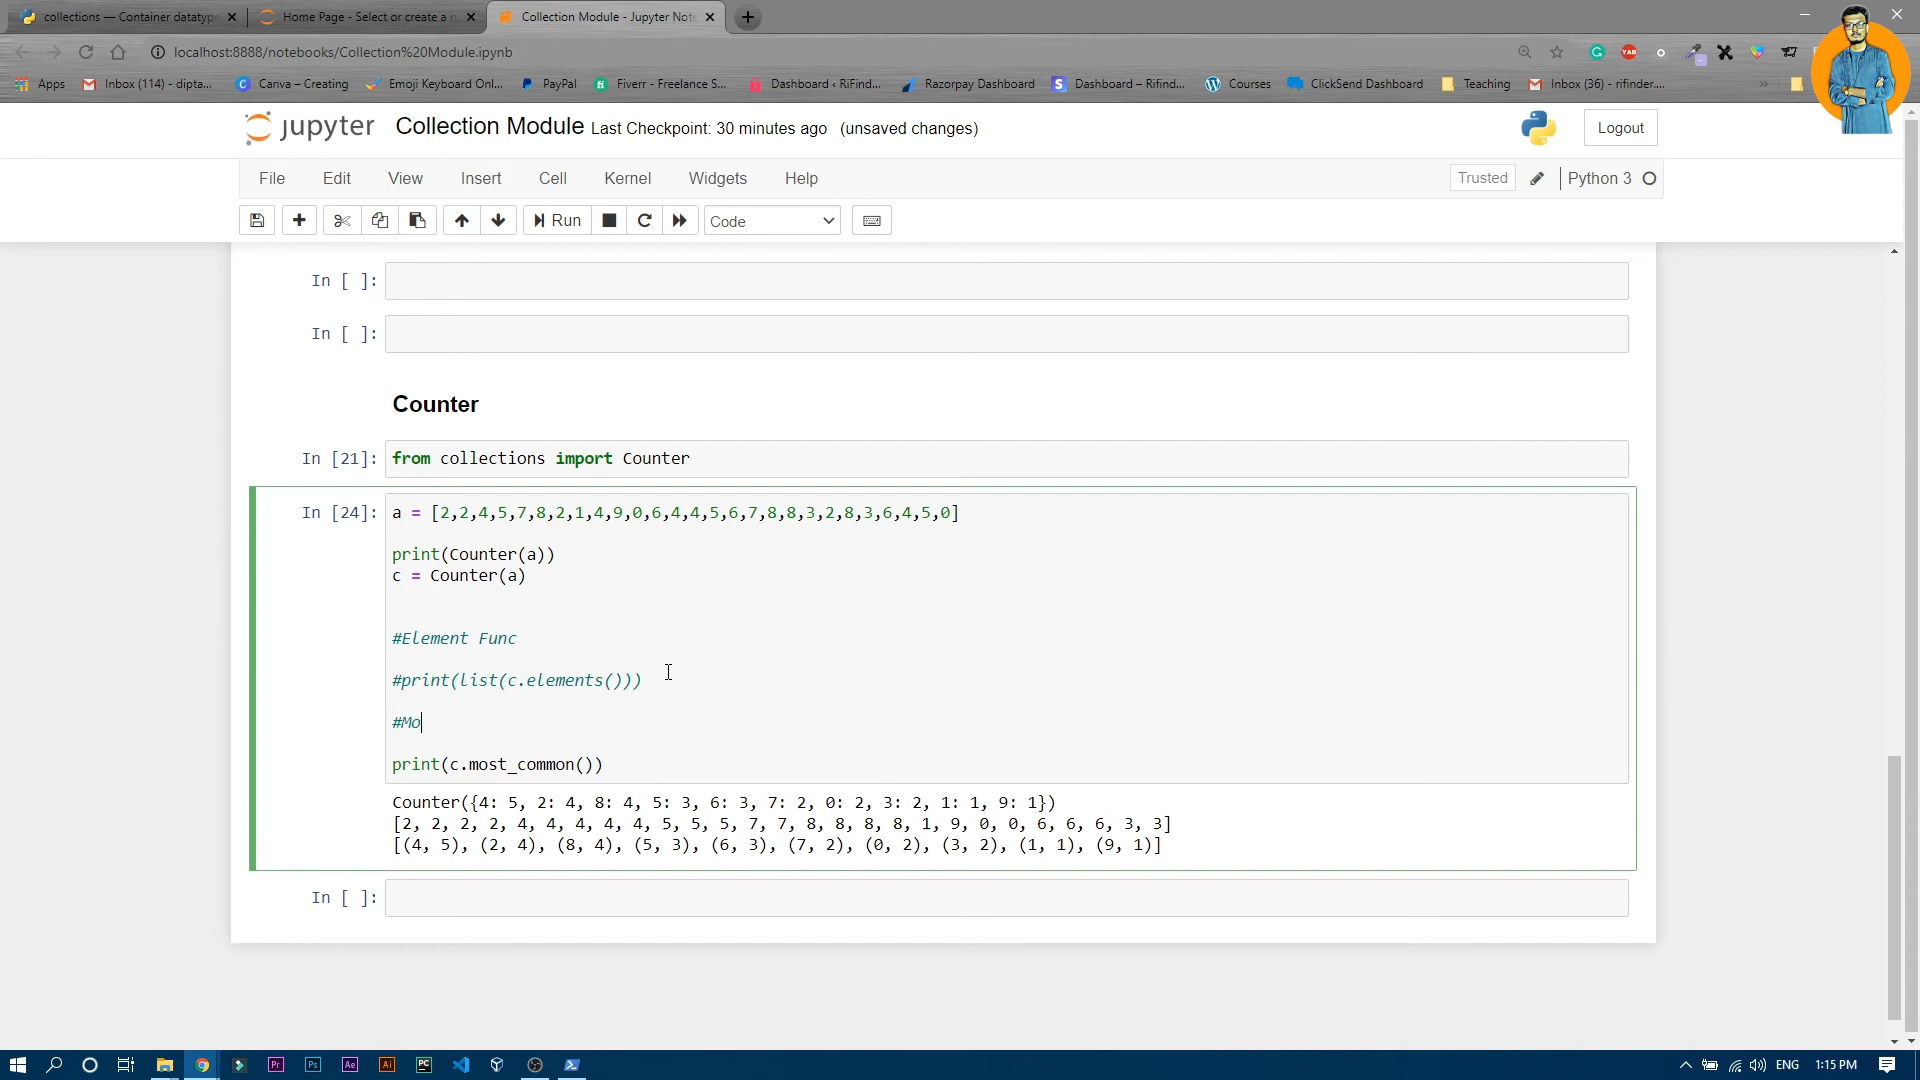 collections — Container datatype
Home Page - Select or create a n
Collection Module - Jupyter Note
localhost:8888/notebooks/Collection%20Module.ipynb
Apps
Inbox (114) - dipta...
Canva – Creating
Emoji Keyboard Onl...
PayPal
Fiverr - Freelance S...
Dashboard ‹ RiFind...
Razorpay Dashboard
Dashboard – Rifind...
Courses
ClickSend Dashboard
Teaching
Inbox (36) - rifinder....
jupyter Collection Module Last Checkpoint: 30 minutes ago (unsaved changes)
Logout
File Edit View Insert Cell Kernel Widgets Help
Trusted
Python 3
Run
Code
In [ ]:
In [ ]:
Counter
In [21]: from collections import Counter
In [24]: a = [2,2,4,5,7,8,2,1,4,9,0,6,4,4,5,6,7,8,8,3,2,8,3,6,4,5,0]
print(Counter(a))
c = Counter(a)
#Element Func
#print(list(c.elements()))
#Mo
print(c.most_common())
Counter({4: 5, 2: 4, 8: 4, 5: 3, 6: 3, 7: 2, 0: 2, 3: 2, 1: 1, 9: 1})
[2, 2, 2, 2, 4, 4, 4, 4, 4, 5, 5, 5, 7, 7, 8, 8, 8, 8, 1, 9, 0, 0, 6, 6, 6, 3, 3]
[(4, 5), (2, 4), (8, 4), (5, 3), (6, 3), (7, 2), (0, 2), (3, 2), (1, 1), (9, 1)]
In [ ]:
Pr
Ps
Ae
Ai
PC
ENG
1:15 PM